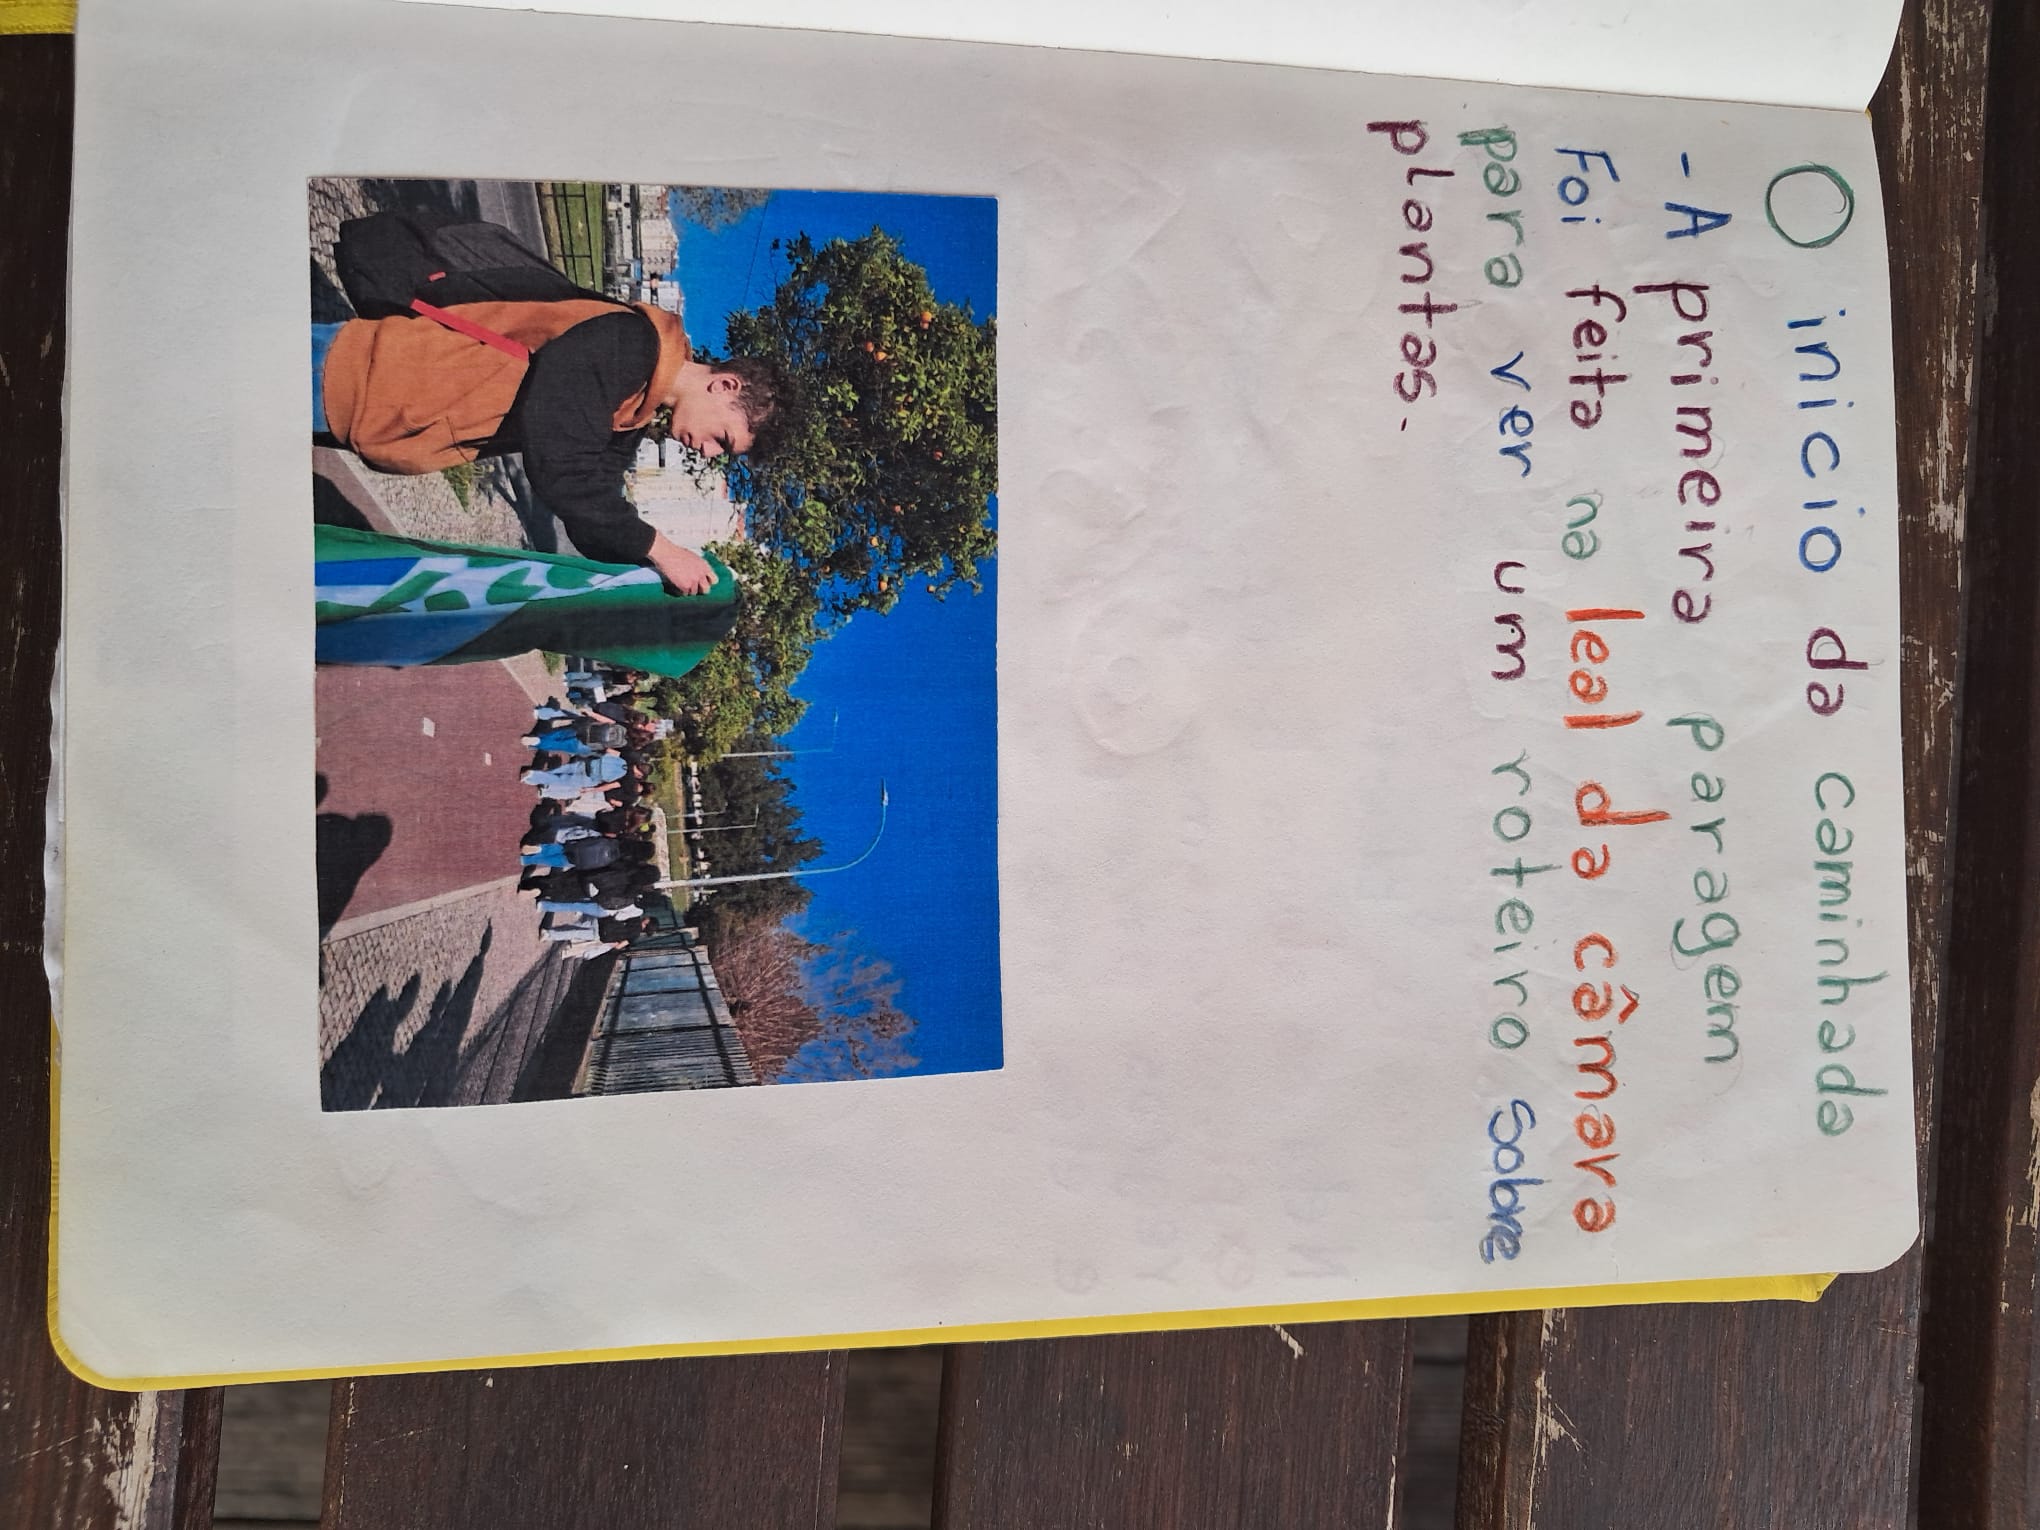 O inicio da caminhada
- A primeira paragem
Foi feita na leal da câmara
para ver um roteiro sobre
plantas.